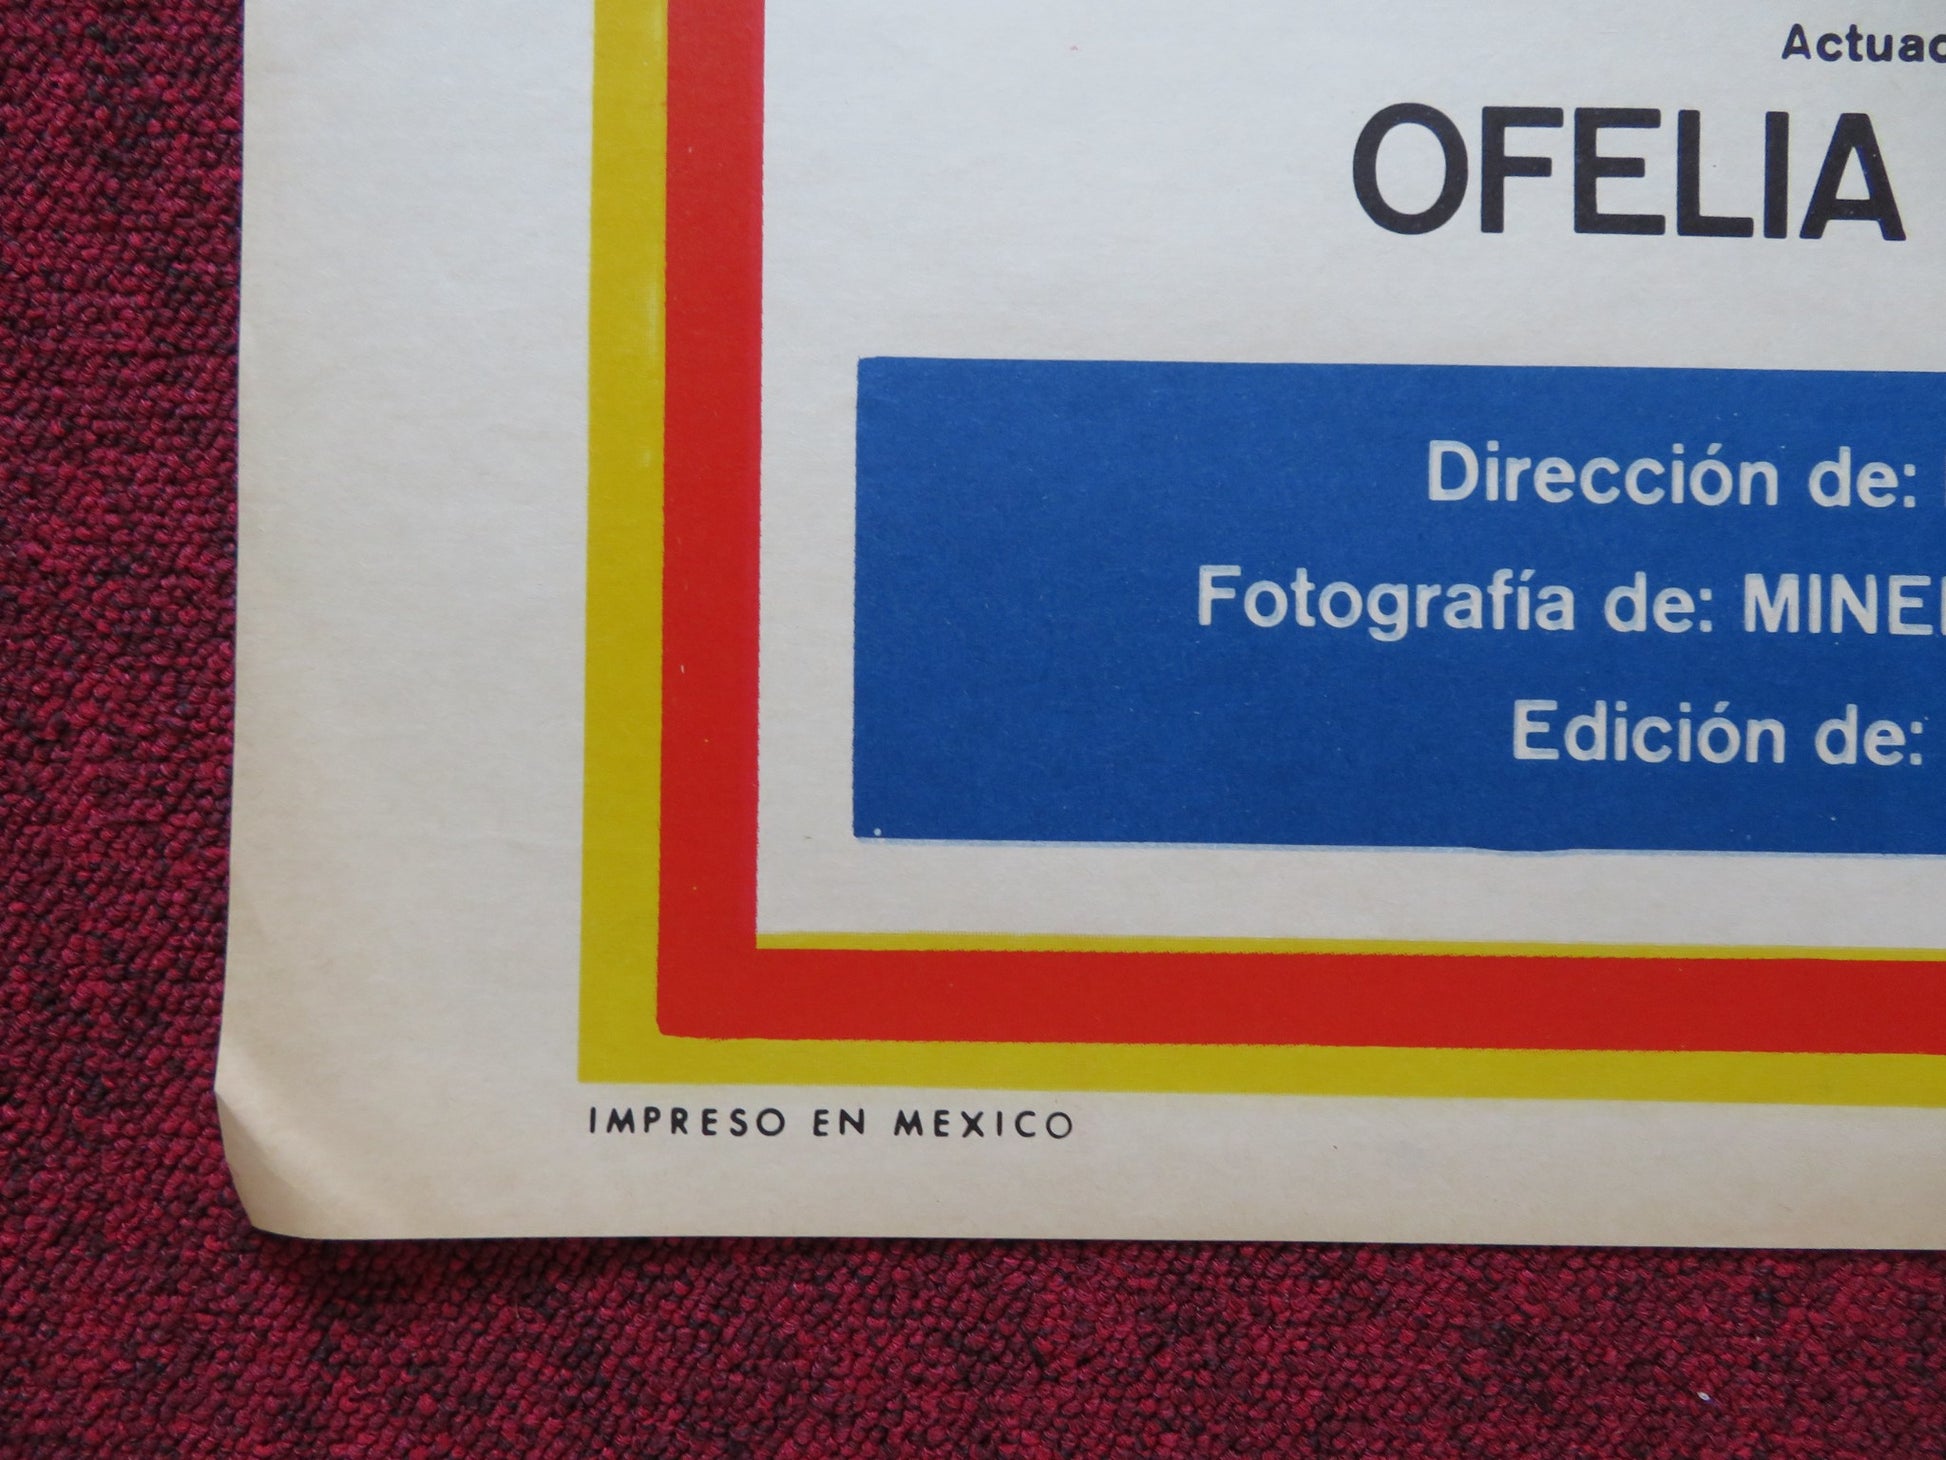 Actuac
OFELIA
Dirección de:
Fotografía de: MINE
Edición de:
IMPRESO EN MEXICO